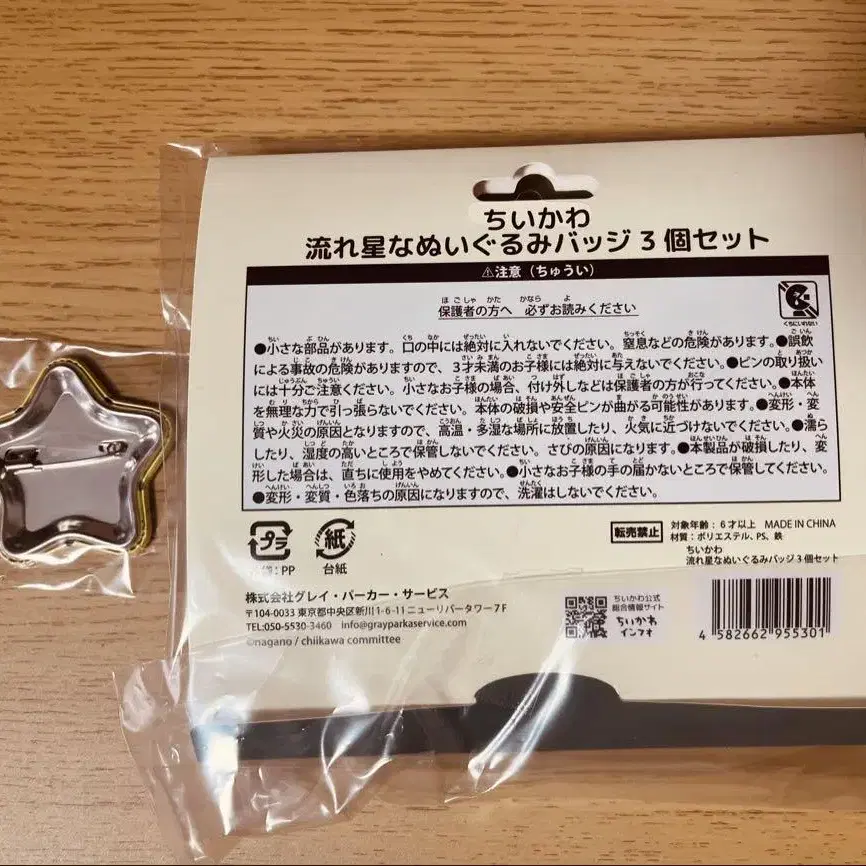 ちいかわ
流れ星なぬいぐるみバッジ3個セット
⚠注意(ちゅうい)
保護者の方へ 必ずお読みください
くちにいれない
●小さな部品があります。口の中には絶対に入れないでください。窒息などの危険があります。●誤飲
による事故の危険がありますので、3才未満のお子様には絶対に与えないでください。●ピンの取り扱い
には十分ご注意ください。小さなお子様の場合、付け外しなどは保護者の方が行ってください。●本体
を無理な力で引っ張らないでください。本体の破損や安全ピンが曲がる可能性があります。●変形・変
質や火災の原因となりますので、高温・多湿な場所に放置したり、火気に近づけないでください。●濡ら
したり、湿度の高いところで保管しないでください。さびの原因になります。●本製品が破損したり、変
形した場合は、直ちに使用をやめてください。●小さなお子様の手の届かないところで保管してください。
●変形・変質・色落ちの原因になりますので、洗濯はしないでください。
プラ
:PP
紙
台紙
転売禁止
対象年齢:6才以上 MADE IN CHINA
材質:ポリエステル、PS、鉄
ちいかわ
流れ星なぬいぐるみバッジ3個セット
株式会社グレイ・パーカー・サービス
〒104-0033 東京都中央区新川1-6-11 ニューリバータワー7F
TEL:050-5530-3460 info@grayparkaservice.com
©nagano / chiikawa committee
ちいかわ公式
総合情報サイト
ちいかわ
インフォ
4 582662 955301